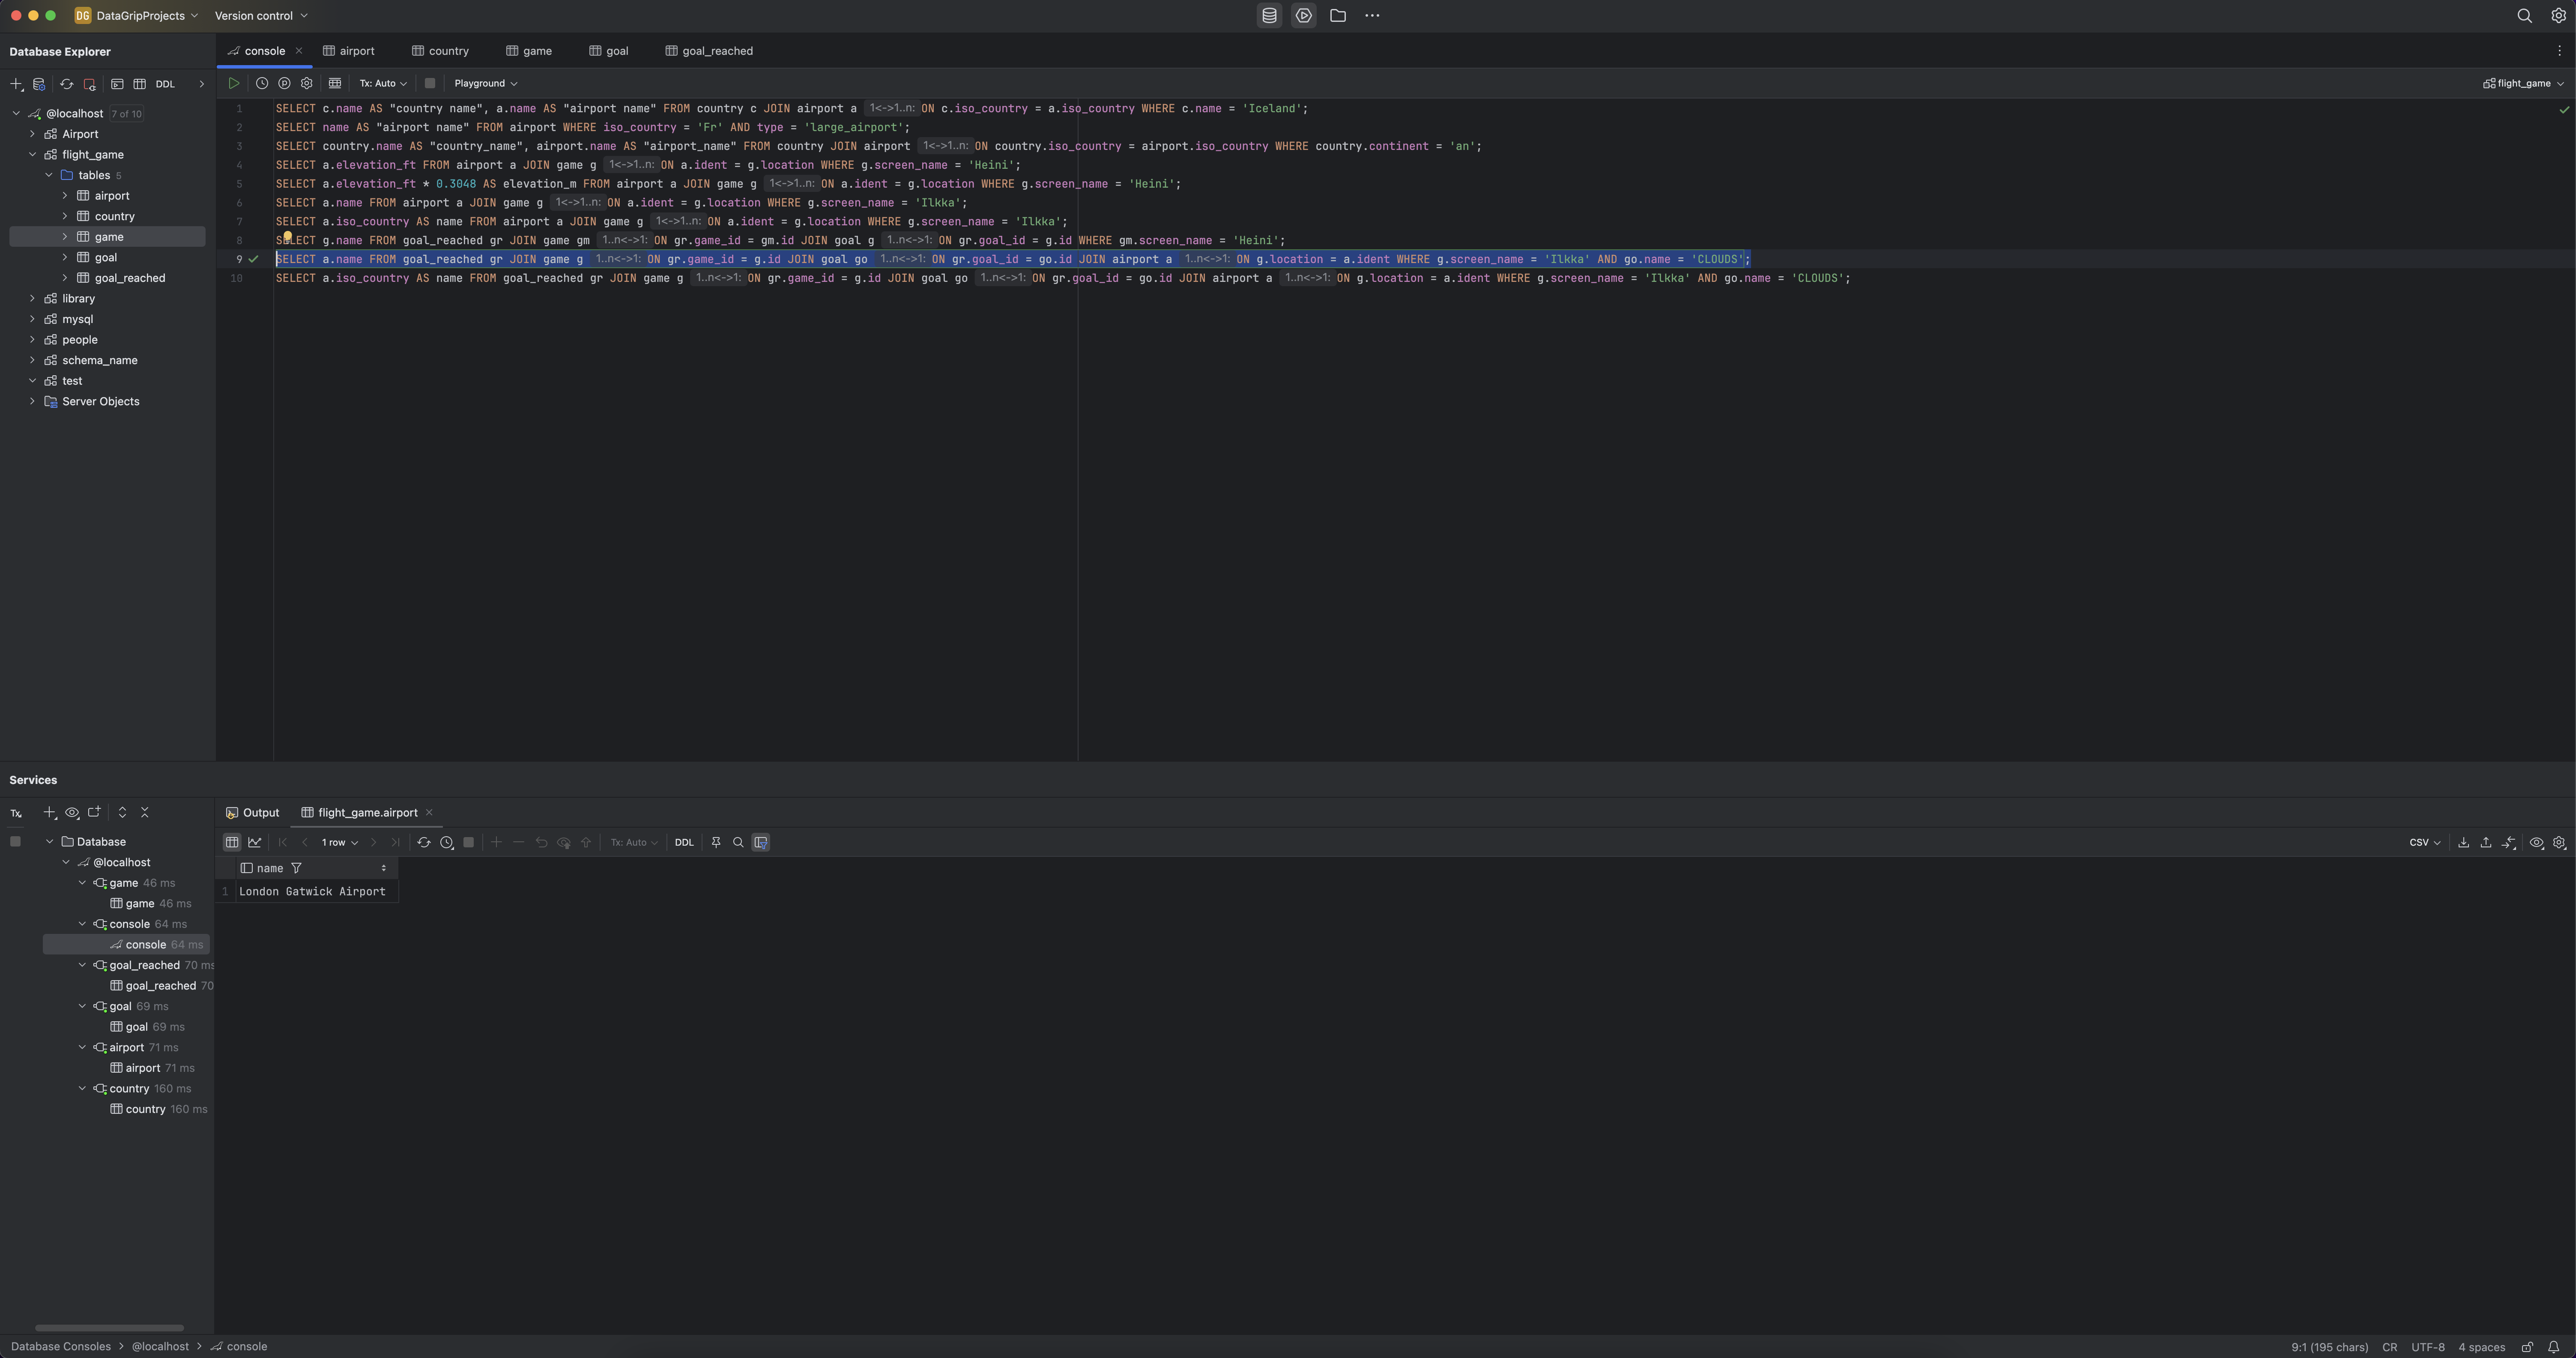 DG DataGripProjects Version control
Database Explorer
console airport country game goal goal_reached
DDL
Tx: Auto Playground flight_game
@localhost 7 of 10
Airport
flight_game
tables 5
airport
country
game
goal
goal_reached
library
mysql
people
schema_name
test
Server Objects
1 SELECT c.name AS "country name", a.name AS "airport name" FROM country c JOIN airport a 1<->1..n: ON c.iso_country = a.iso_country WHERE c.name = 'Iceland';
2 SELECT name AS "airport name" FROM airport WHERE iso_country = 'Fr' AND type = 'large_airport';
3 SELECT country.name AS "country_name", airport.name AS "airport_name" FROM country JOIN airport 1<->1..n: ON country.iso_country = airport.iso_country WHERE country.continent = 'an';
4 SELECT a.elevation_ft FROM airport a JOIN game g 1<->1..n: ON a.ident = g.location WHERE g.screen_name = 'Heini';
5 SELECT a.elevation_ft * 0.3048 AS elevation_m FROM airport a JOIN game g 1<->1..n: ON a.ident = g.location WHERE g.screen_name = 'Heini';
6 SELECT a.name FROM airport a JOIN game g 1<->1..n: ON a.ident = g.location WHERE g.screen_name = 'Ilkka';
7 SELECT a.iso_country AS name FROM airport a JOIN game g 1<->1..n: ON a.ident = g.location WHERE g.screen_name = 'Ilkka';
8 SELECT g.name FROM goal_reached gr JOIN game gm 1..n<->1: ON gr.game_id = gm.id JOIN goal g 1..n<->1: ON gr.goal_id = g.id WHERE gm.screen_name = 'Heini';
9 SELECT a.name FROM goal_reached gr JOIN game g 1..n<->1: ON gr.game_id = g.id JOIN goal go 1..n<->1: ON gr.goal_id = go.id JOIN airport a 1..n<->1: ON g.location = a.ident WHERE g.screen_name = 'Ilkka' AND go.name = 'CLOUDS';
10 SELECT a.iso_country AS name FROM goal_reached gr JOIN game g 1..n<->1: ON gr.game_id = g.id JOIN goal go 1..n<->1: ON gr.goal_id = go.id JOIN airport a 1..n<->1: ON g.location = a.ident WHERE g.screen_name = 'Ilkka' AND go.name = 'CLOUDS';
Services
Tx
Database
@localhost
game 46 ms
game 46 ms
console 64 ms
console 64 ms
goal_reached 70 ms
goal_reached 70
goal 69 ms
goal 69 ms
airport 71 ms
airport 71 ms
country 160 ms
country 160 ms
Output flight_game.airport
1 row Tx: Auto DDL CSV
name
1 London Gatwick Airport
Database Consoles > @localhost > console
9:1 (195 chars) CR UTF-8 4 spaces